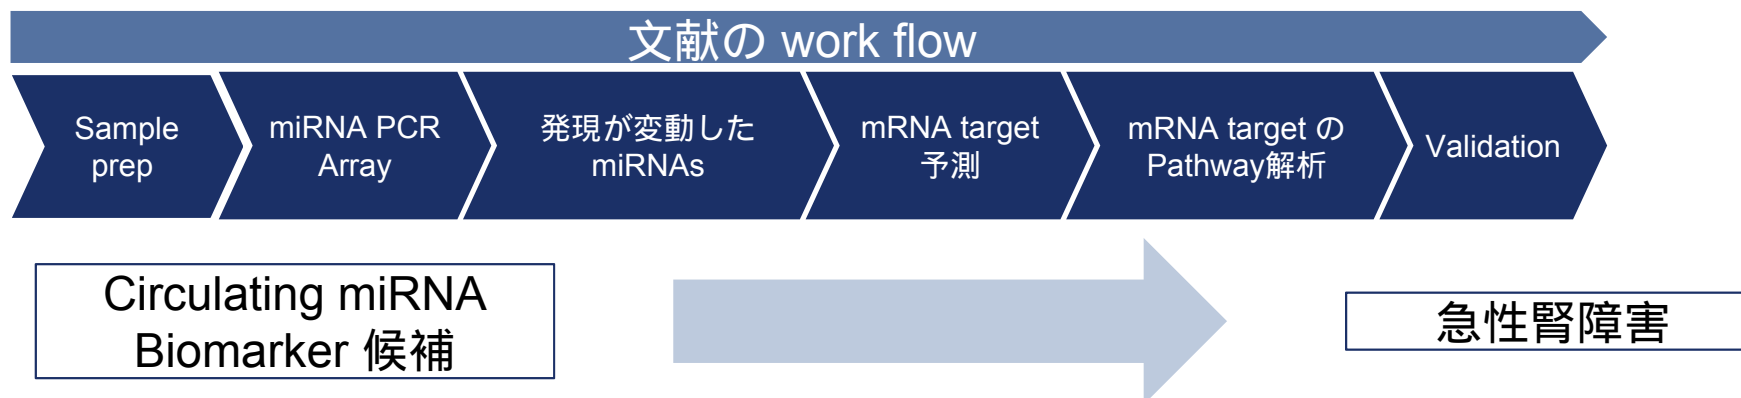 文献の work flow
Sample
prep
miRNA PCR
Array
発現が変動した
miRNAs
mRNA target
予測
mRNA target の
Pathway解析
Validation
Circulating miRNA
Biomarker 候補
急性腎障害